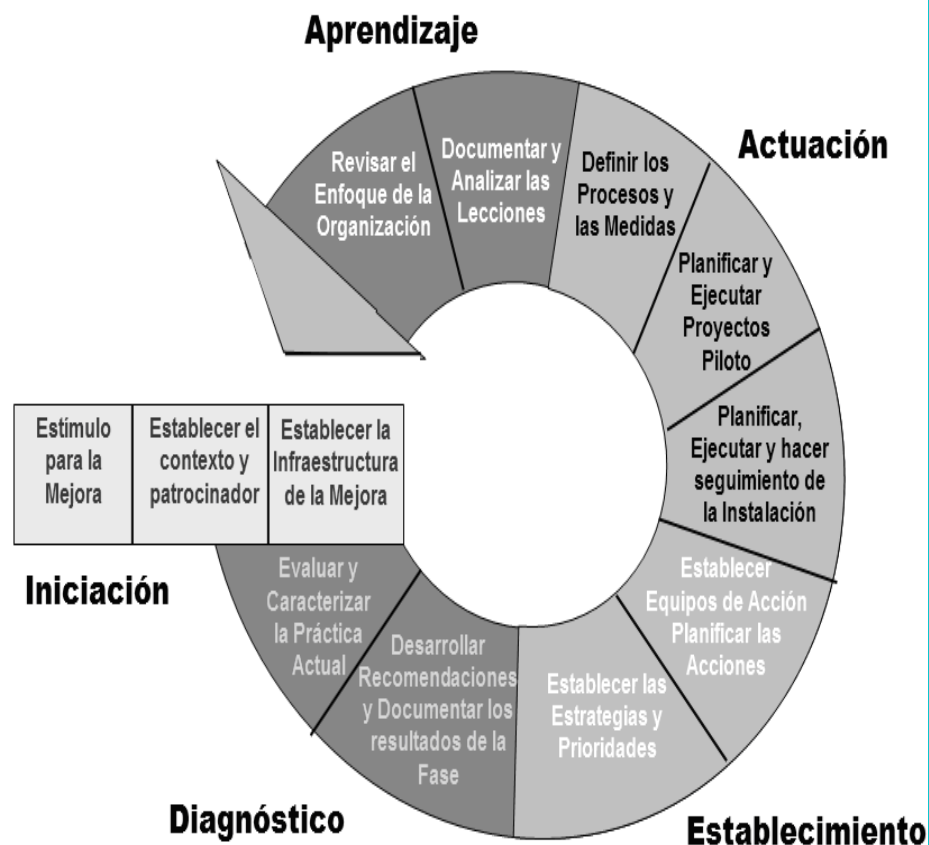 Aprendizaje
Actuación
Revisar el
Enfoque de la
Organización
Documentar y
Analizar las
Lecciones
Definir los
Procesos y
las Medidas
Planificar y
Ejecutar
Proyectos
Piloto
Planificar,
Ejecutar y hacer
seguimiento de
la Instalación
Estímulo
para la
Mejora
Establecer el
contexto y
patrocinador
Establecer la
Infraestructura
de la Mejora
Iniciación
Evaluar y
Caracterizar
la Práctica
Actual
Desarrollar
Recomendaciones
y Documentar los
resultados de la
Fase
Establecer las
Estrategias y
Prioridades
Establecer
Equipos de Acción
Planificar las
Acciones
Diagnóstico
Establecimiento